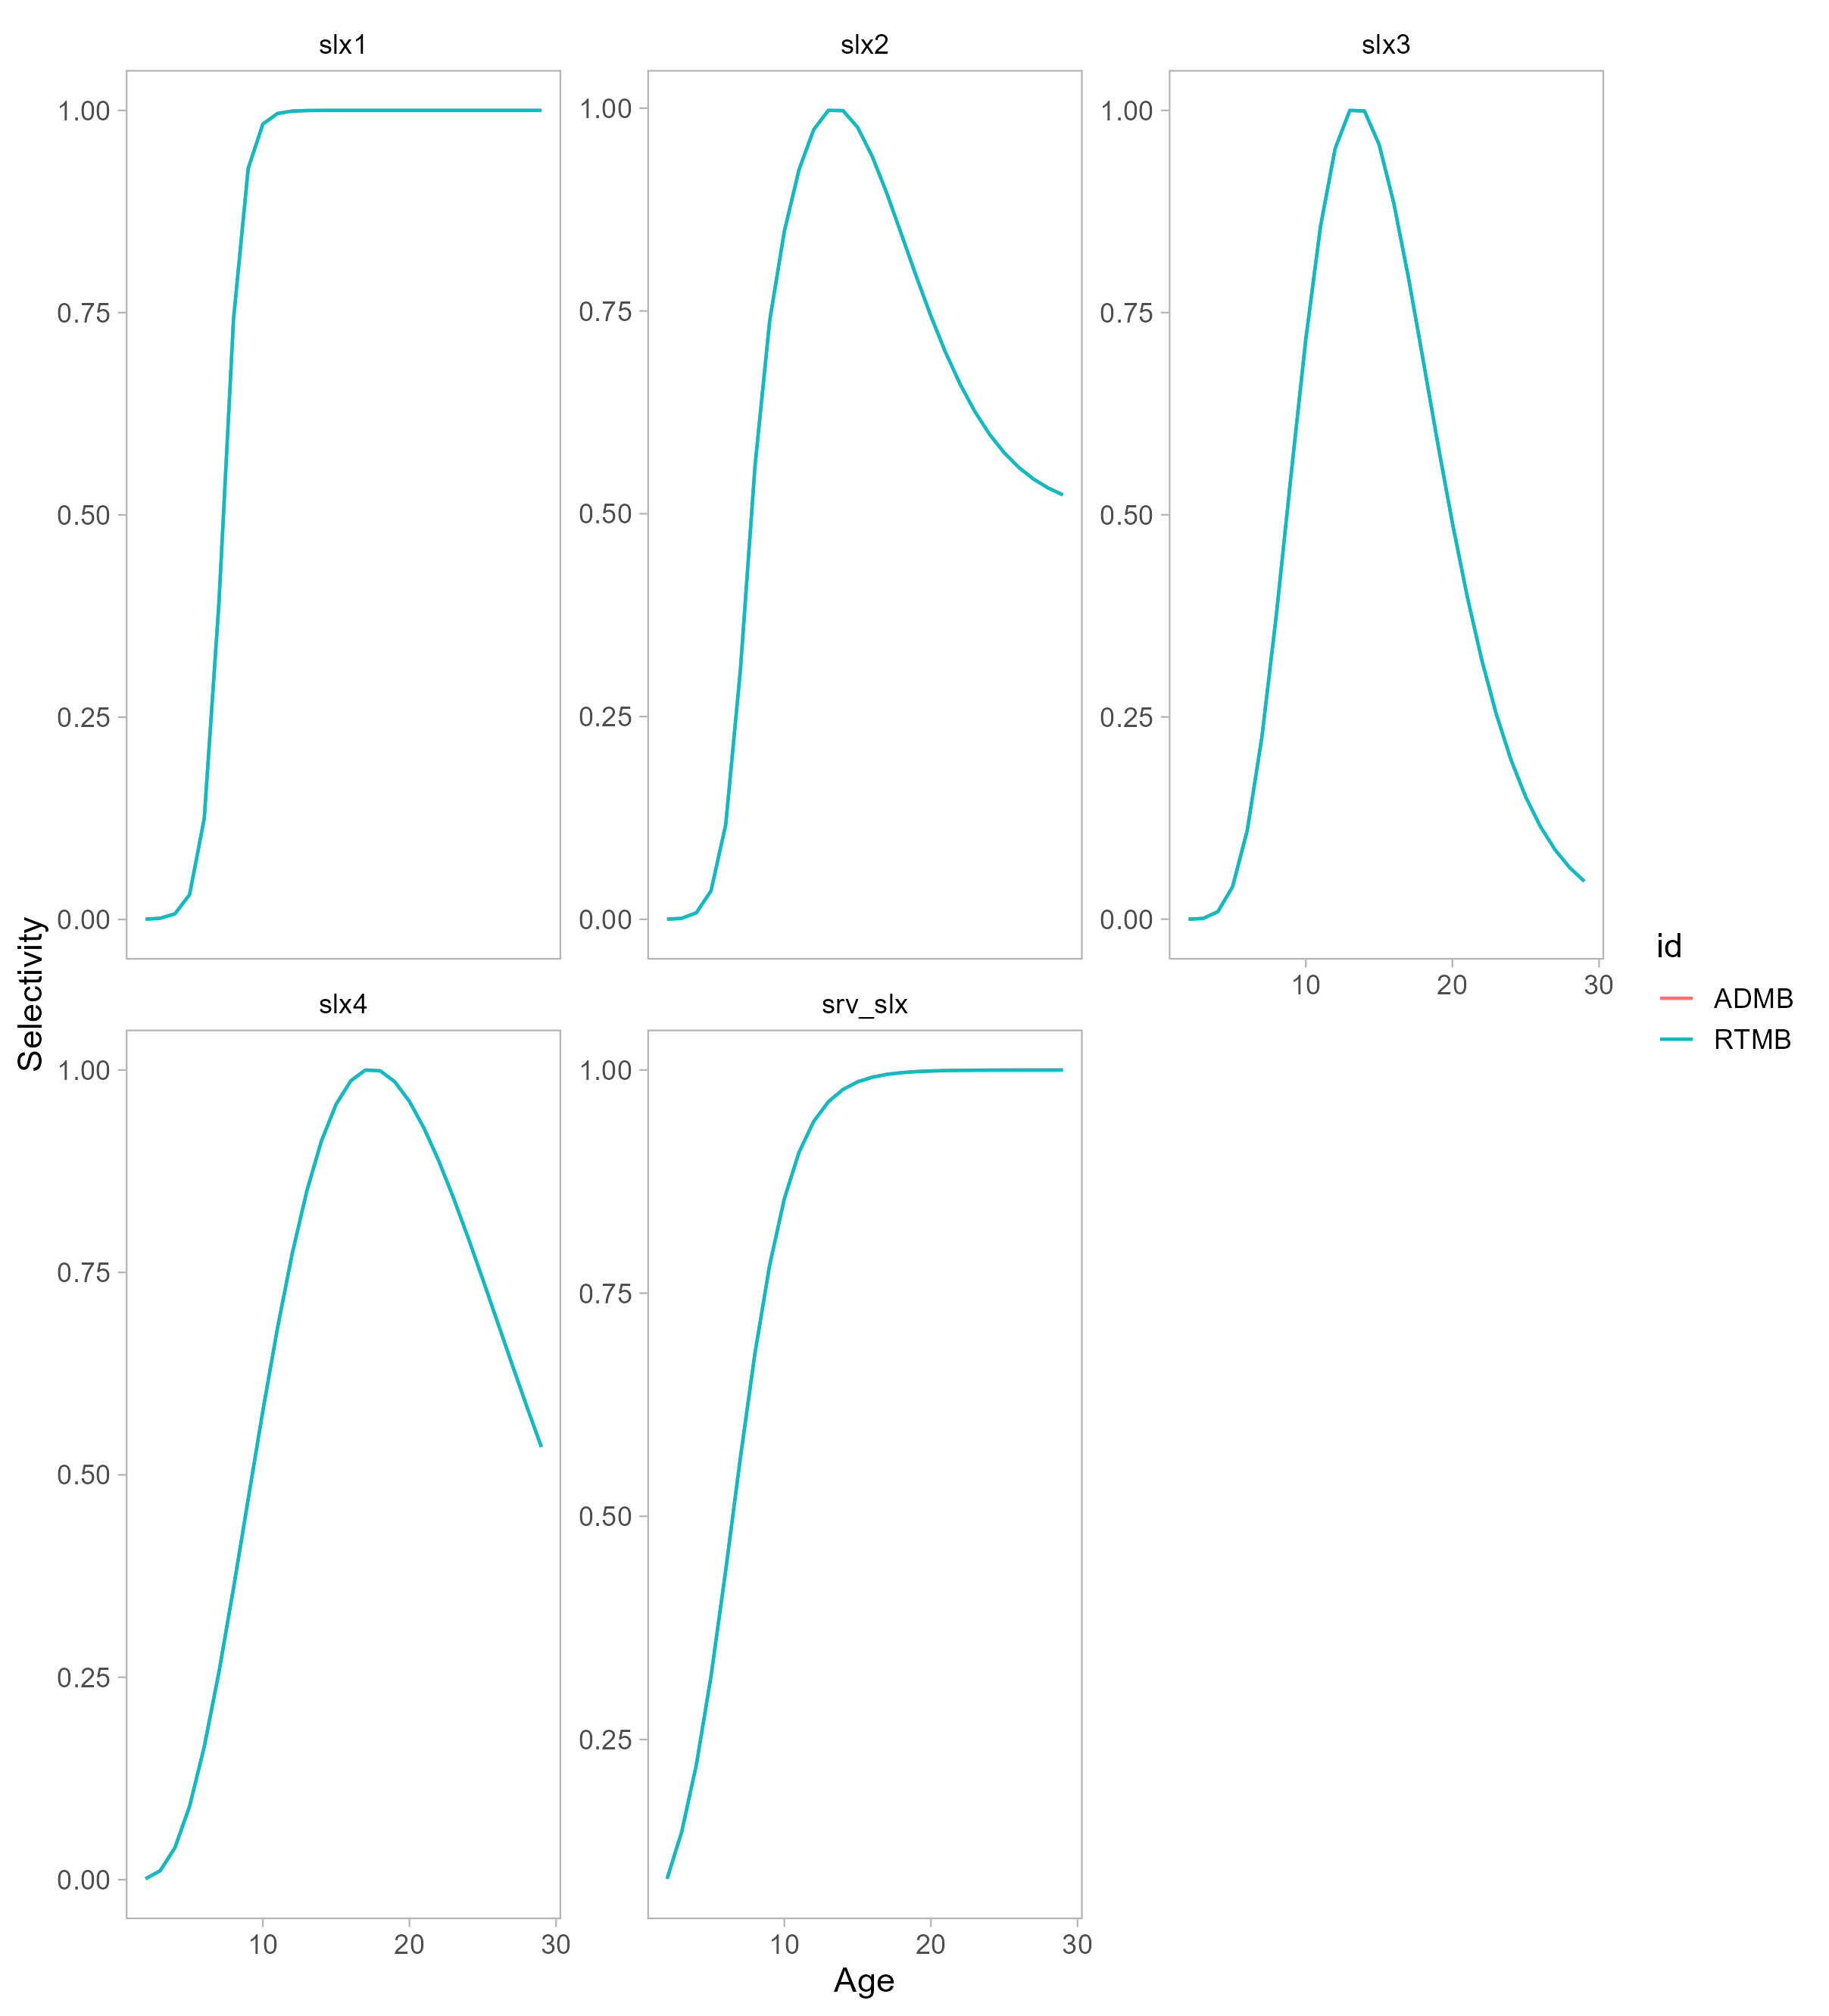 slx1 slx2 slx3
1.00 1.00 1.00
0.75 0.75 0.75
0.50 0.50 0.50
0.25 0.25 0.25
0.00 0.00 0.00
10 20 30
slx4 srv_slx
1.00 1.00
0.75 0.75
0.50 0.50
0.25 0.25
0.00
10 20 30 10 20 30
Selectivity
Age
id
ADMB
RTMB